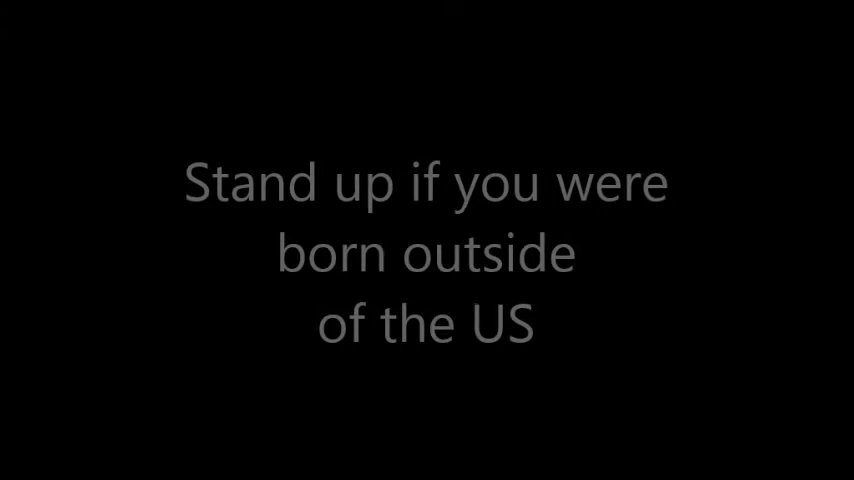 Stand up if you were
born outside
of the US